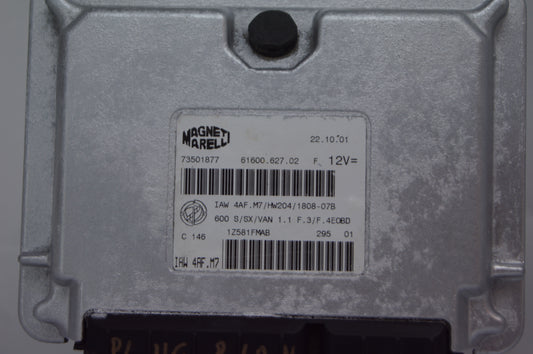 MAGNETI
MARELLI
22.10.01
73501877 61600.627.02 F 12V=
IAW 4AF.M7/HW204/1808-07B
600 S/SX/VAN 1.1 F.3/F.4EOBD
C 146 1Z581FMAB 295 01
IAW 4AF.M7